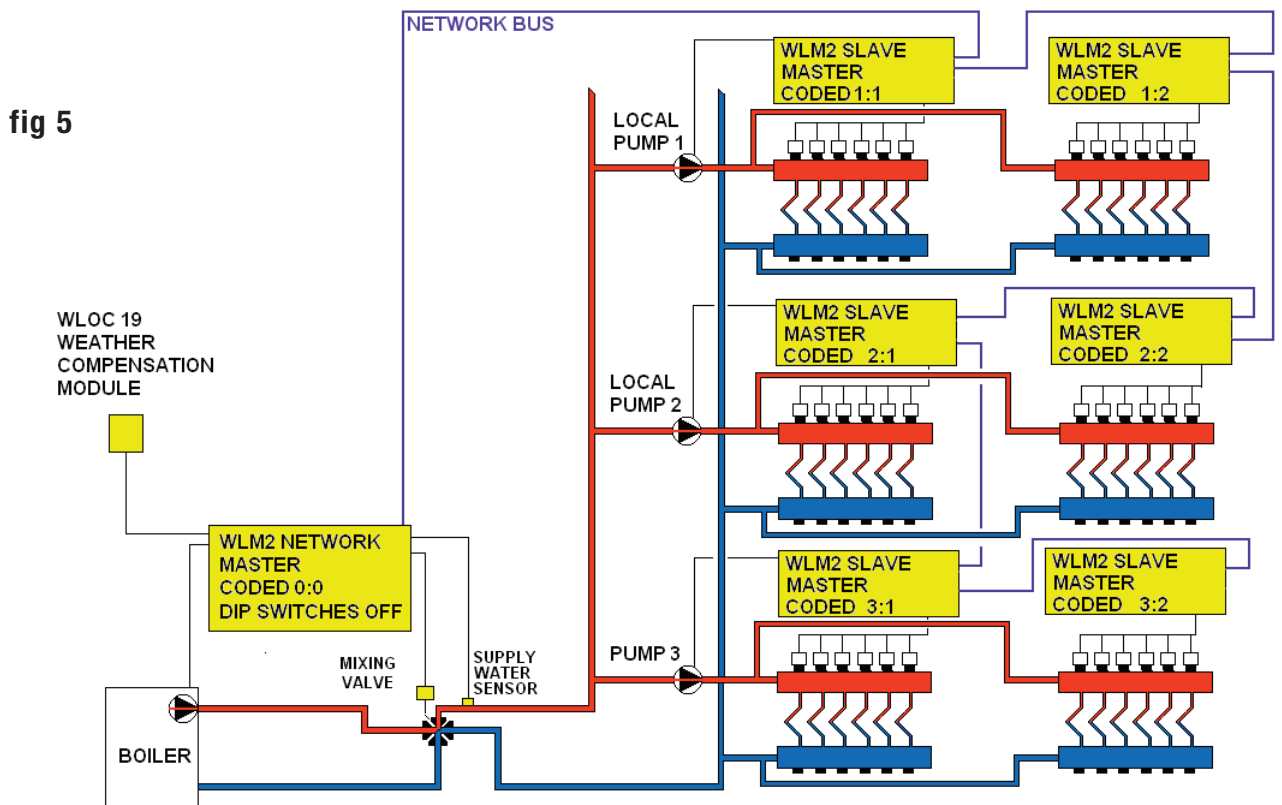 fig 5
NETWORK BUS
LOCAL
PUMP 1
WLM2 SLAVE
MASTER
CODED 1:1
WLM2 SLAVE
MASTER
CODED 1:2
WLOC 19
WEATHER
COMPENSATION
MODULE
LOCAL
PUMP 2
WLM2 SLAVE
MASTER
CODED 2:1
WLM2 SLAVE
MASTER
CODED 2:2
WLM2 NETWORK
MASTER
CODED 0:0
DIP SWITCHES OFF
PUMP 3
WLM2 SLAVE
MASTER
CODED 3:1
WLM2 SLAVE
MASTER
CODED 3:2
MIXING
VALVE
SUPPLY
WATER
SENSOR
BOILER